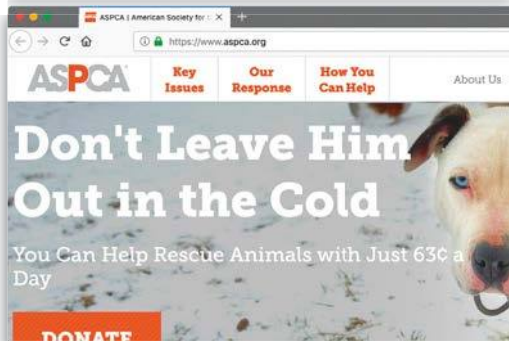 ASPCA | American Society for t
https://www.aspca.org
ASPCA
Key Issues
Our Response
How You Can Help
About Us
Don't Leave Him
Out in the Cold
You Can Help Rescue Animals with Just 63¢ a
Day
DONATE